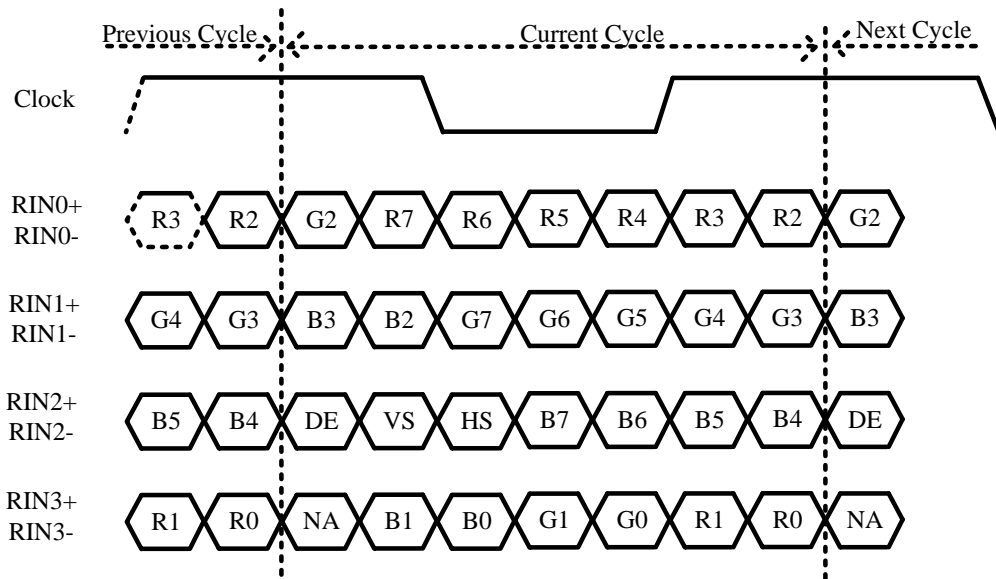 Previous Cycle Current Cycle Next Cycle
Clock
RIN0+
RIN0-
R3 R2 G2 R7 R6 R5 R4 R3 R2 G2
RIN1+
RIN1-
G4 G3 B3 B2 G7 G6 G5 G4 G3 B3
RIN2+
RIN2-
B5 B4 DE VS HS B7 B6 B5 B4 DE
RIN3+
RIN3-
R1 R0 NA B1 B0 G1 G0 R1 R0 NA